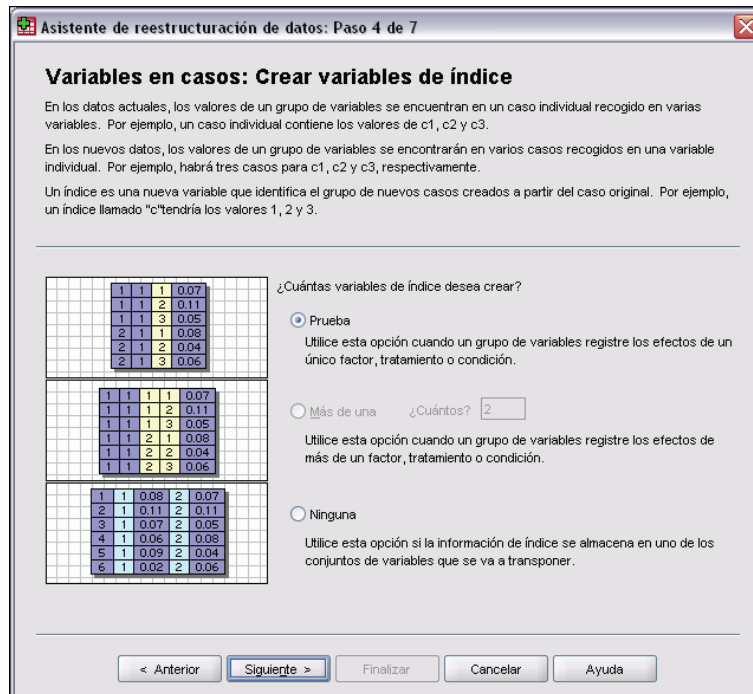 Asistente de reestructuración de datos: Paso 4 de 7
Variables en casos: Crear variables de índice
En los datos actuales, los valores de un grupo de variables se encuentran en un caso individual recogido en varias
variables. Por ejemplo, un caso individual contiene los valores de c1, c2 y c3.
En los nuevos datos, los valores de un grupo de variables se encontrarán en varios casos recogidos en una variable
individual. Por ejemplo, habrá tres casos para c1, c2 y c3, respectivamente.
Un índice es una nueva variable que identifica el grupo de nuevos casos creados a partir del caso original. Por ejemplo,
un índice llamado "c"tendría los valores 1, 2 y 3.
1 1 1 0.07
1 1 2 0.11
1 1 3 0.05
2 1 1 0.08
2 1 2 0.04
2 1 3 0.06
1 1 1 1 0.07
1 1 1 2 0.11
1 1 1 3 0.05
1 1 2 1 0.08
1 1 2 2 0.04
1 1 2 3 0.06
1 1 0.08 2 0.07
2 1 0.11 2 0.11
3 1 0.07 2 0.05
4 1 0.06 2 0.08
5 1 0.09 2 0.04
6 1 0.02 2 0.06
¿Cuántas variables de índice desea crear?
Prueba
Utilice esta opción cuando un grupo de variables registre los efectos de un
único factor, tratamiento o condición.
Más de una ¿Cuántos? 2
Utilice esta opción cuando un grupo de variables registre los efectos de
más de un factor, tratamiento o condición.
Ninguna
Utilice esta opción si la información de índice se almacena en uno de los
conjuntos de variables que se va a transponer.
< Anterior Siguiente > Finalizar Cancelar Ayuda